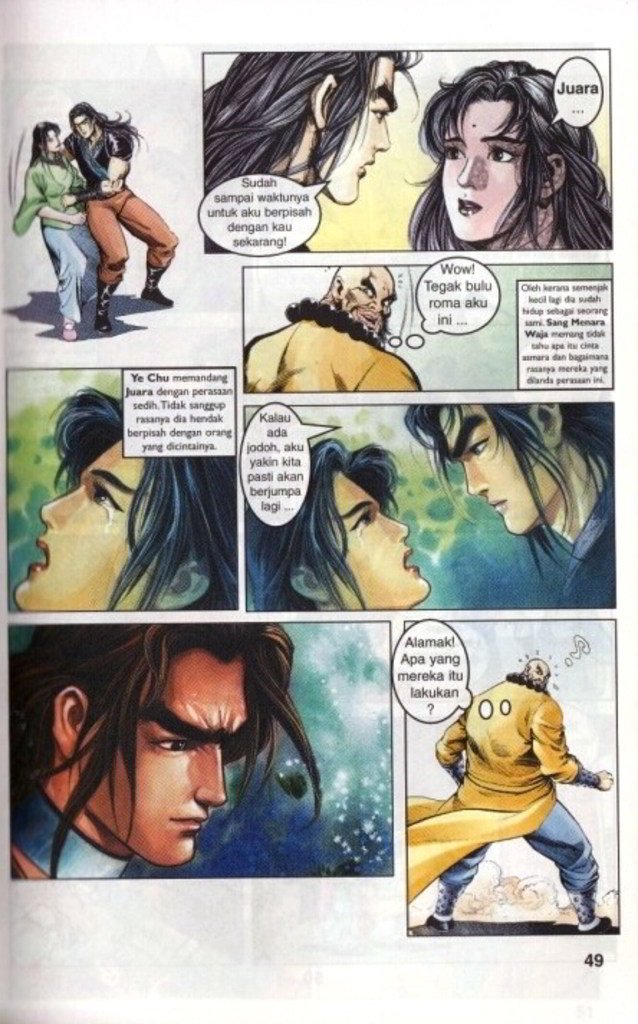 Juara
...
Sudah
sampai waktunya
untuk aku berpisah
dengan kau
sekarang!
Wow!
Tegak bulu
roma aku
ini ...
Oleh kerana semenjak
kecil lagi dia sudah
hidup sebagai seorang
sami. Sang Menara
Waja memang tidak
tahu apa itu cinta
asmara dan bagaimana
rasanya mereka yang
dilanda perasaan ini.
Ye Chu memandang
Juara dengan perasaan
sedih. Tidak sanggup
rasanya dia hendak
berpisah dengan orang
yang dicintainya.
Kalau
ada
jodoh, aku
yakin kita
pasti akan
berjumpa
lagi ...
Alamak!
Apa yang
mereka itu
lakukan
?
49